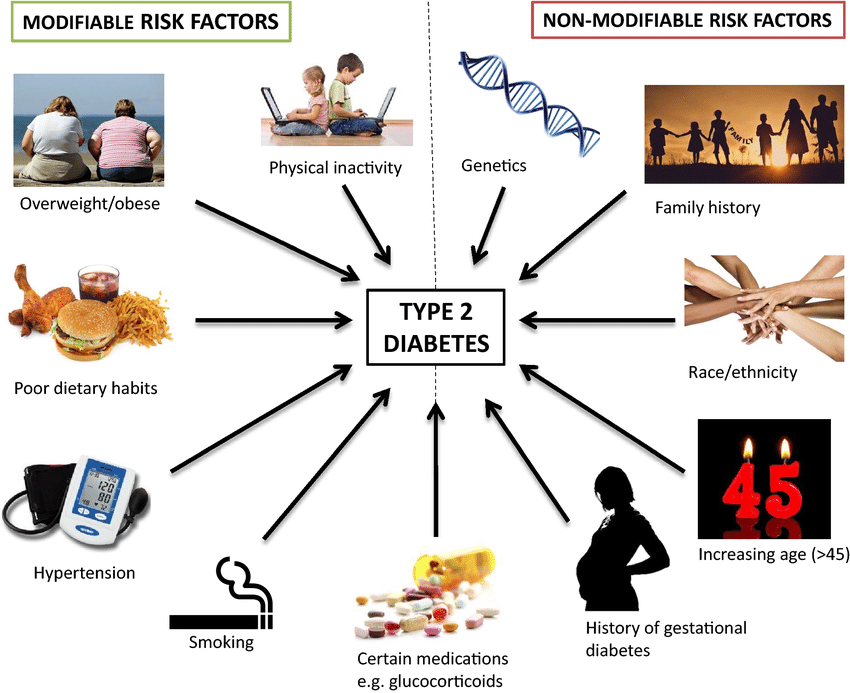 MODIFIABLE RISK FACTORS
NON-MODIFIABLE RISK FACTORS
Physical inactivity
Genetics
Overweight/obese
FAMILY
Family history
TYPE 2
DIABETES
Poor dietary habits
Race/ethnicity
120
80
72
Hypertension
45
Increasing age (>45)
Smoking
Certain medications
e.g. glucocorticoids
History of gestational
diabetes